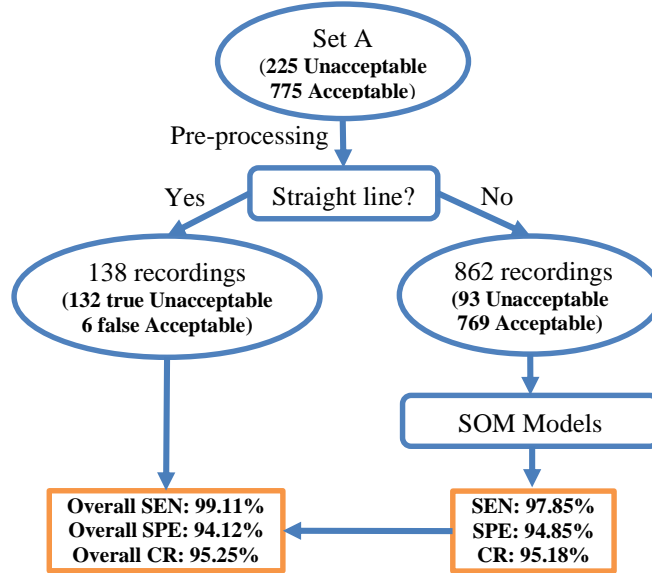 Set A
(225 Unacceptable
775 Acceptable)
Pre-processing
Straight line?
Yes
No
138 recordings
(132 true Unacceptable
6 false Acceptable)
862 recordings
(93 Unacceptable
769 Acceptable)
SOM Models
Overall SEN: 99.11%
Overall SPE: 94.12%
Overall CR: 95.25%
SEN: 97.85%
SPE: 94.85%
CR: 95.18%